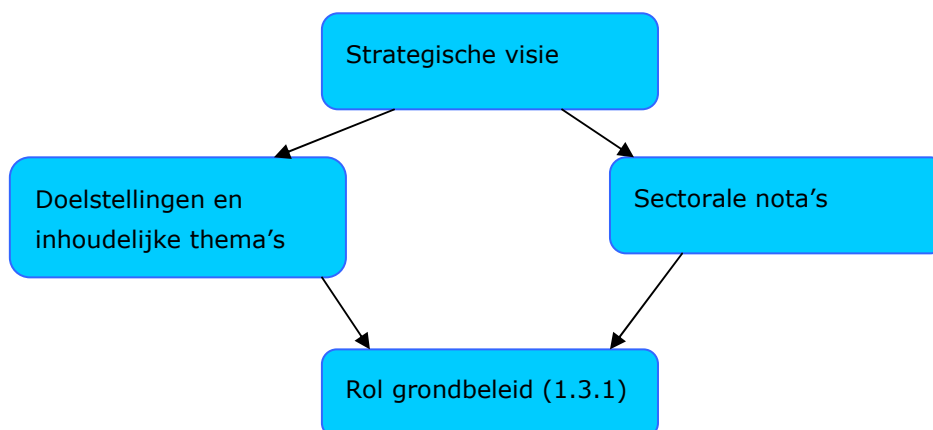 Strategische visie
Doelstellingen en
inhoudelijke thema’s
Sectorale nota’s
Rol grondbeleid (1.3.1)